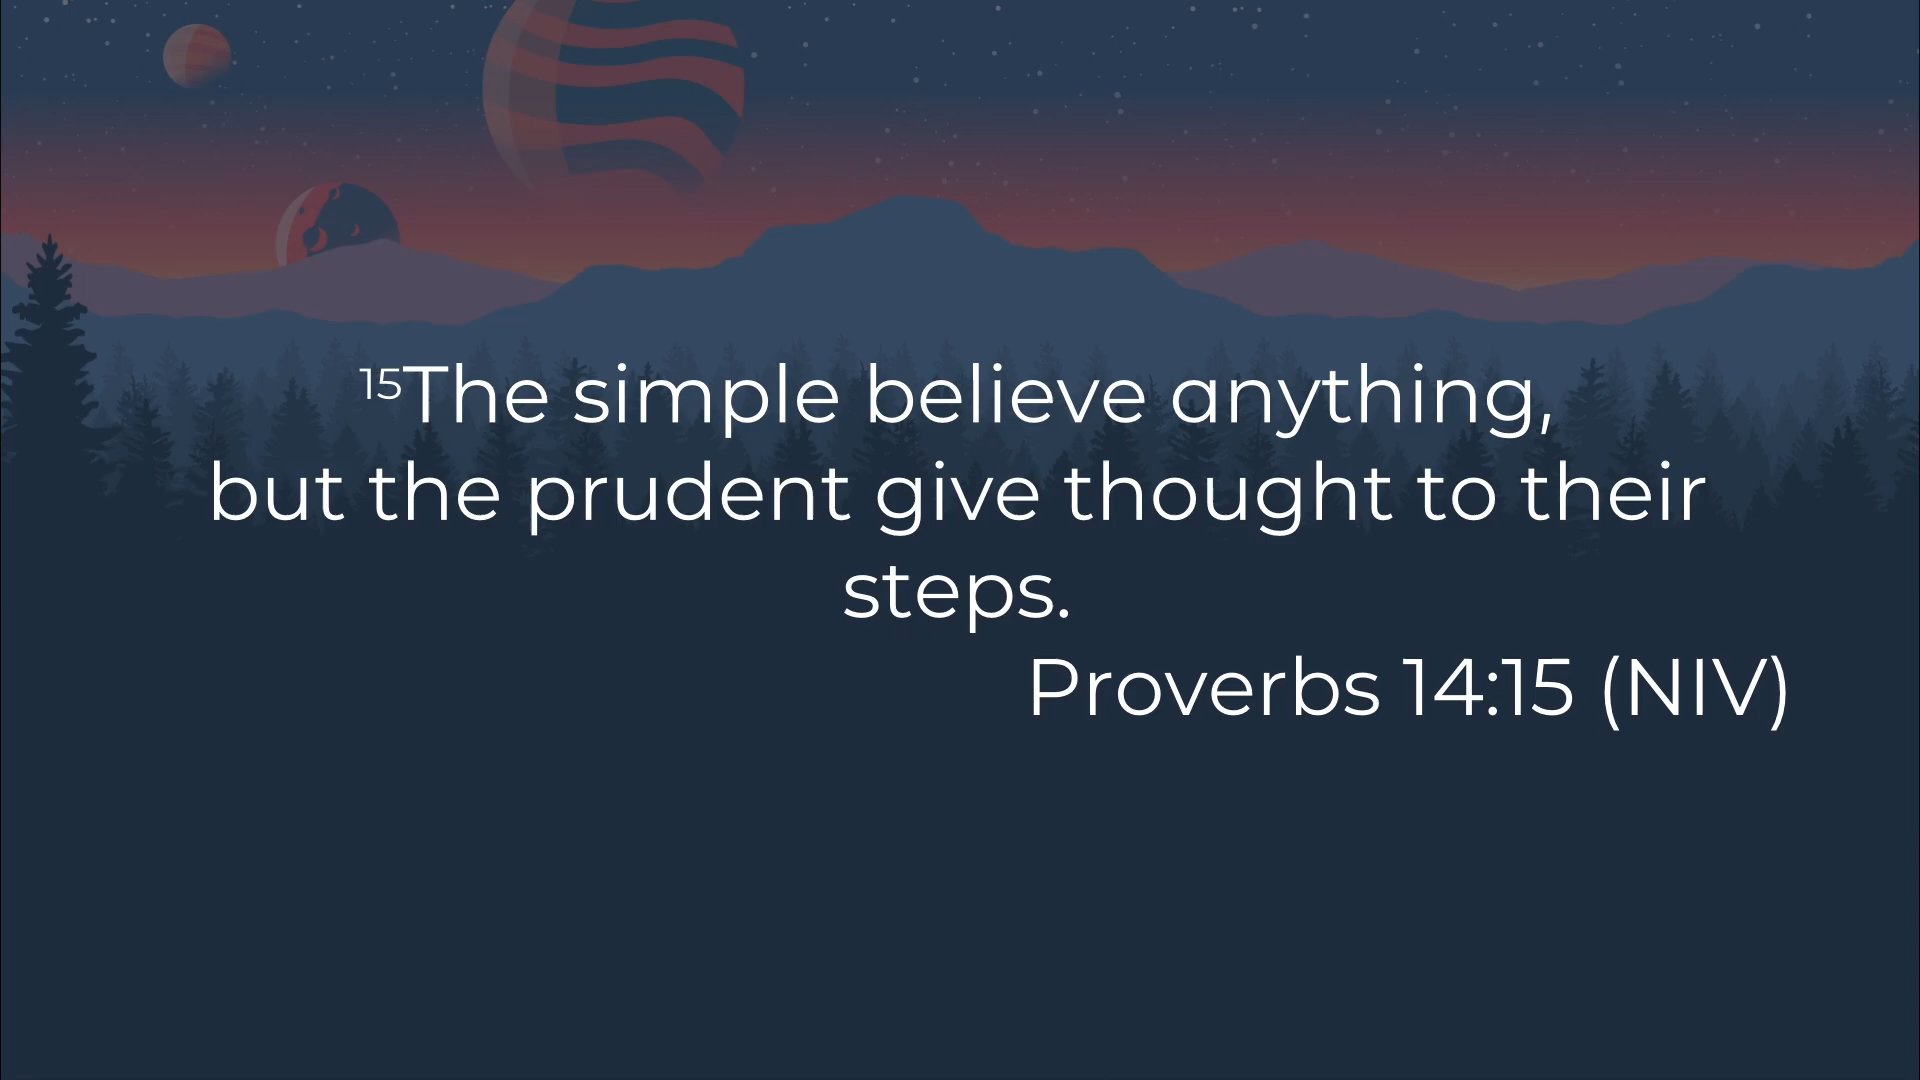 15The simple believe anything,
but the prudent give thought to their
steps.
Proverbs 14:15 (NIV)